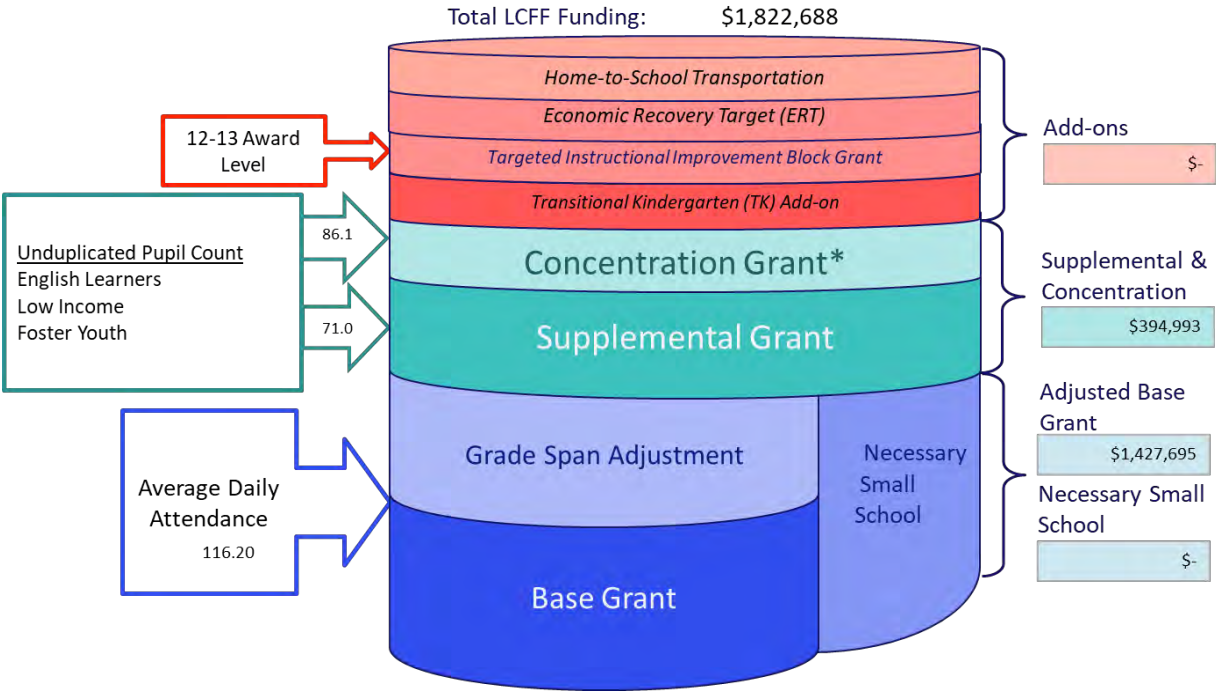 Total LCFF Funding: $1,822,688
Home-to-School Transportation
Economic Recovery Target (ERT)
Targeted Instructional Improvement Block Grant
Transitional Kindergarten (TK) Add-on
Concentration Grant*
Supplemental Grant
Grade Span Adjustment
Base Grant
Necessary
Small
School
12-13 Award
Level
Unduplicated Pupil Count
English Learners
Low Income
Foster Youth
86.1
71.0
Average Daily
Attendance
116.20
Add-ons
$-
Supplemental &
Concentration
$394,993
Adjusted Base
Grant
$1,427,695
Necessary Small
School
$-